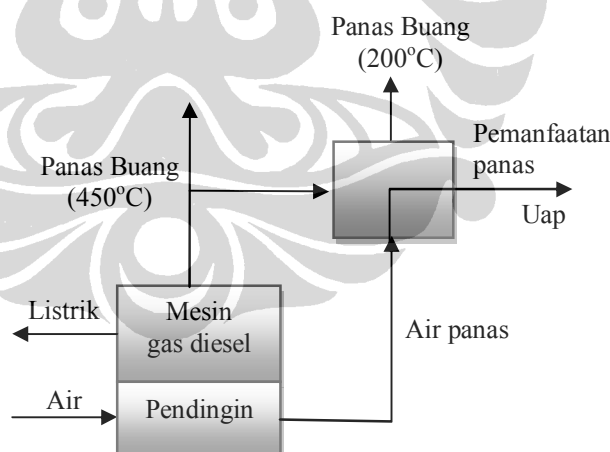 Panas Buang
(200°C)
Pemanfaatan
panas
Uap
Panas Buang
(450°C)
Listrik
Mesin
gas diesel
Air panas
Air
Pendingin